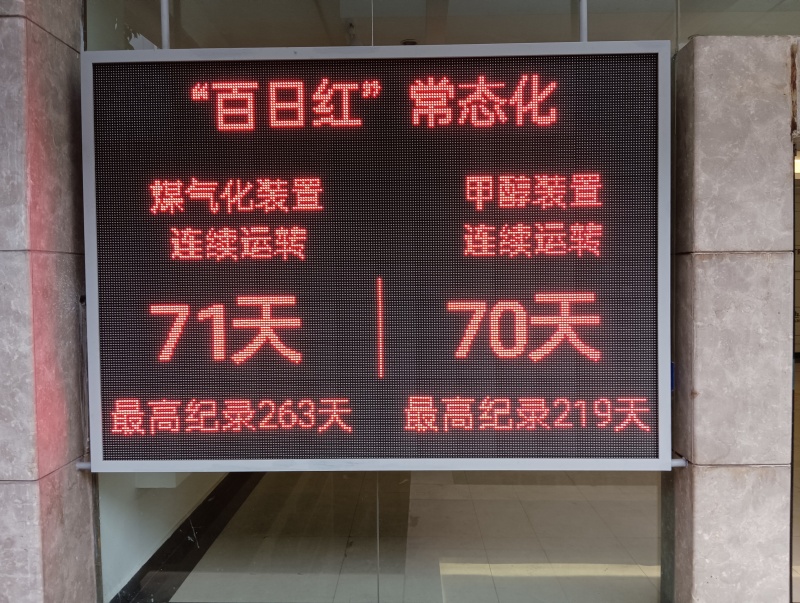 “百日红”常态化
煤气化装置
连续运转
71天
最高纪录263天
甲醇装置
连续运转
70天
最高纪录219天